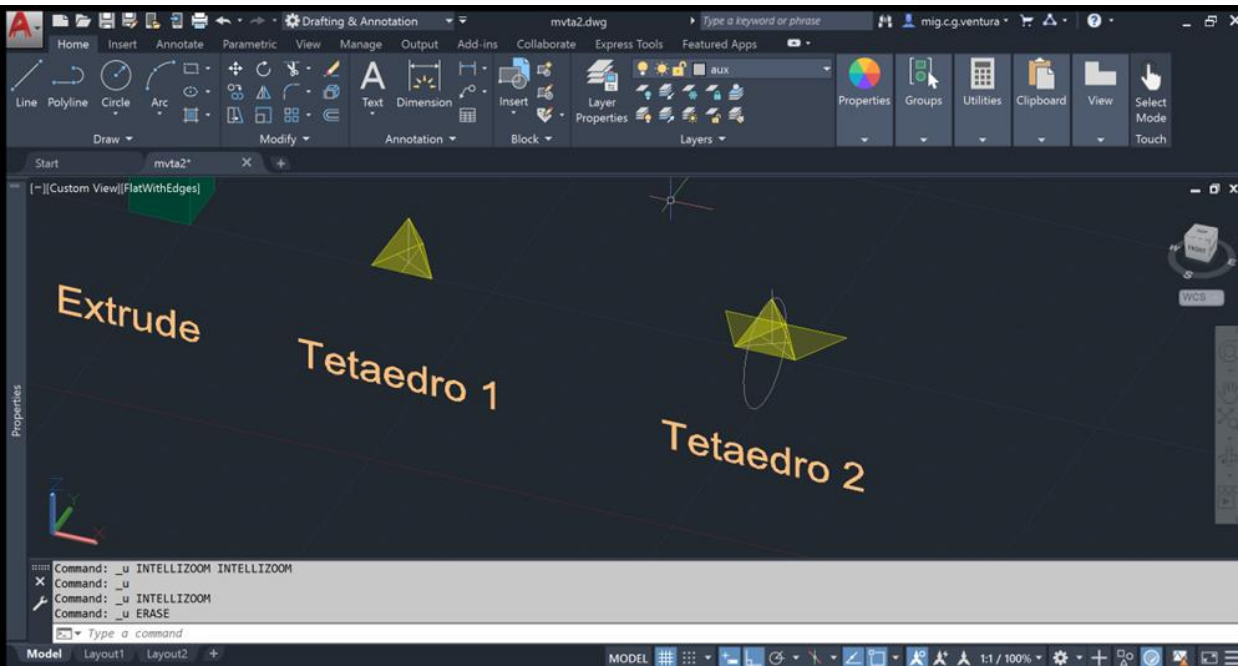 Drafting & Annotation
mvta2.dwg
Type a keyword or phrase
mig.c.g.ventura
Home Insert Annotate Parametric View Manage Output Add-ins Collaborate Express Tools Featured Apps
Line Polyline Circle Arc
Text Dimension
Insert
Layer Properties
aux
Properties Groups Utilities Clipboard View Select Mode
Draw Modify Annotation Block Layers Touch
Start mvta2* +
[−][Custom View][FlatWithEdges]
FRONT
W
S
E
WCS
Extrude
Tetaedro 1
Tetaedro 2
Properties
Z
Y
X
Command: _u INTELLIZOOM INTELLIZOOM
Command: _u
Command: _u INTELLIZOOM
Command: _u ERASE
Type a command
Model Layout1 Layout2 +
MODEL 1:1 / 100%